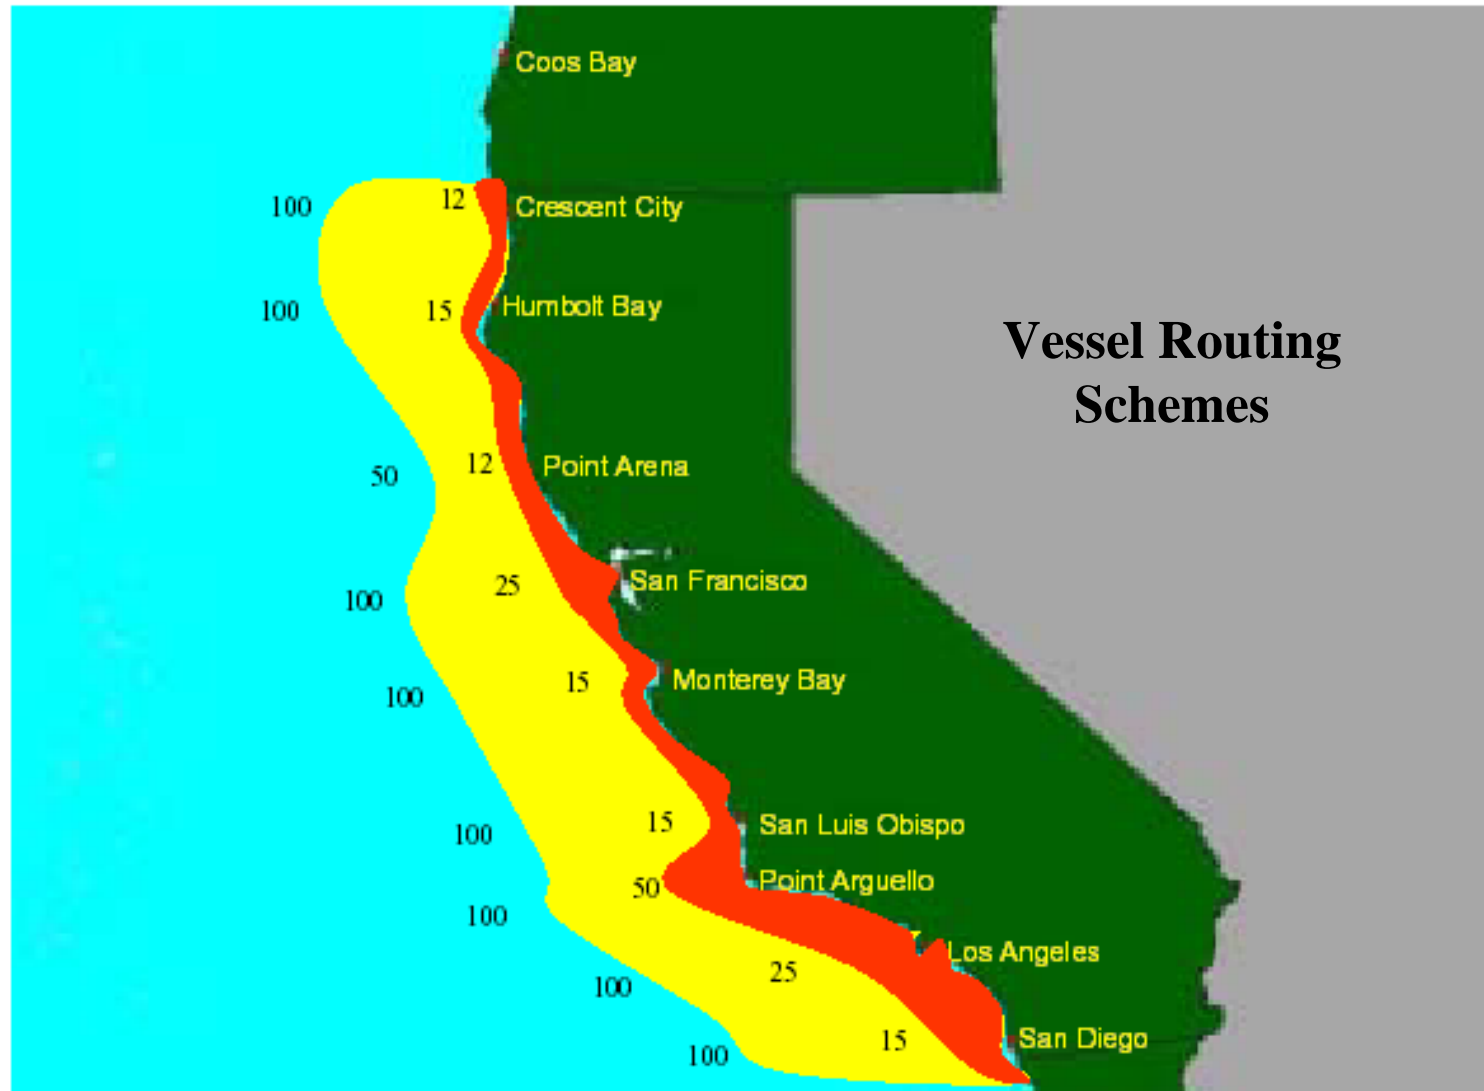 Coos Bay
100 12 Crescent City
100 15 Humbolt Bay
Vessel Routing
Schemes
50 12 Point Arena
100 25 San Francisco
100 15 Monterey Bay
100 15 San Luis Obispo
50 Point Arguello
100
25 Los Angeles
100
15 San Diego
100